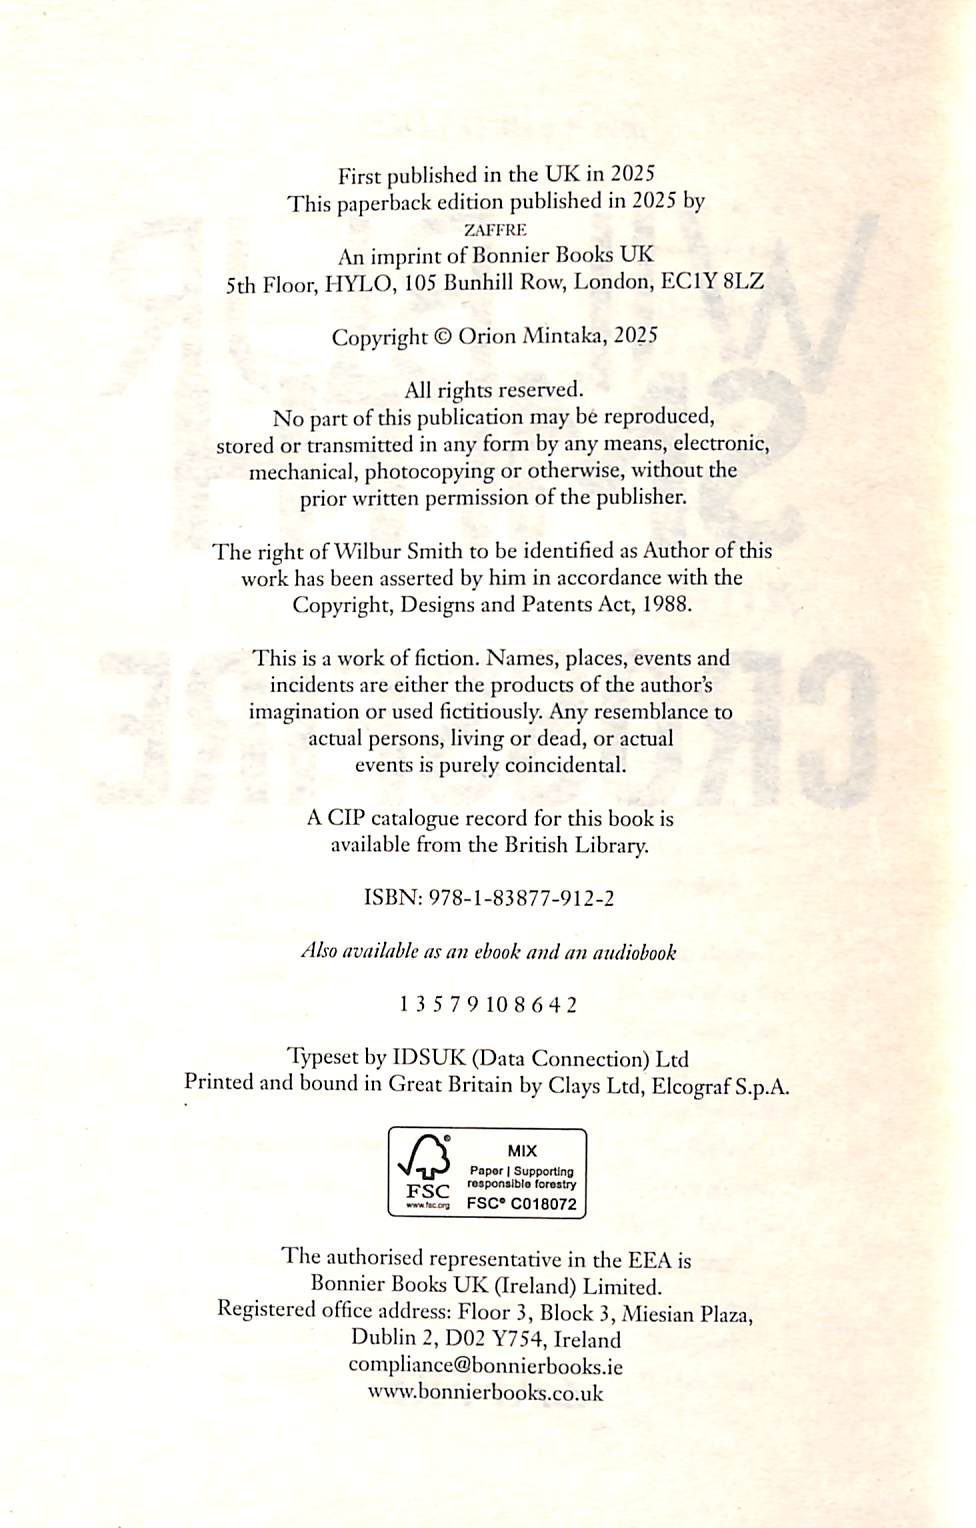 First published in the UK in 2025
This paperback edition published in 2025 by
ZAFFRE
An imprint of Bonnier Books UK
5th Floor, HYLO, 105 Bunhill Row, London, EC1Y 8LZ
Copyright © Orion Mintaka, 2025
All rights reserved.
No part of this publication may be reproduced,
stored or transmitted in any form by any means, electronic,
mechanical, photocopying or otherwise, without the
prior written permission of the publisher.
The right of Wilbur Smith to be identified as Author of this
work has been asserted by him in accordance with the
Copyright, Designs and Patents Act, 1988.
This is a work of fiction. Names, places, events and
incidents are either the products of the author's
imagination or used fictitiously. Any resemblance to
actual persons, living or dead, or actual
events is purely coincidental.
A CIP catalogue record for this book is
available from the British Library.
ISBN: 978-1-83877-912-2
Also available as an ebook and an audiobook
1 3 5 7 9 10 8 6 4 2
Typeset by IDSUK (Data Connection) Ltd
Printed and bound in Great Britain by Clays Ltd, Elcograf S.p.A.
MIX
Paper | Supporting
responsible forestry
FSC
www.fsc.org
FSC® C018072
The authorised representative in the EEA is
Bonnier Books UK (Ireland) Limited.
Registered office address: Floor 3, Block 3, Miesian Plaza,
Dublin 2, D02 Y754, Ireland
compliance@bonnierbooks.ie
www.bonnierbooks.co.uk